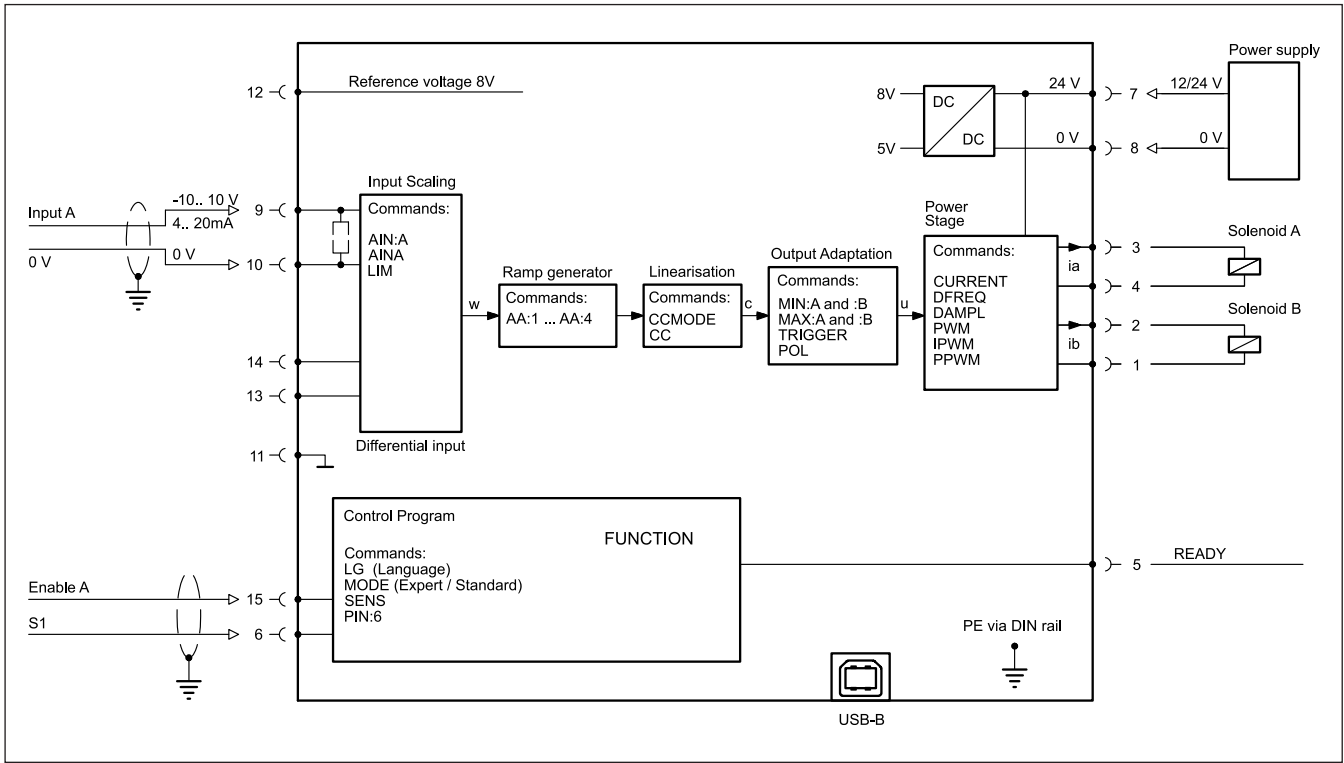 Power supply
12
Reference voltage 8V
8V
DC
DC
5V
24 V
7
12/24 V
0 V
8
0 V
Input Scaling
Commands:
AIN:A
AINA
LIM
Input A
-10.. 10 V
4.. 20mA
9
0 V
0 V
10
Power
Stage
Commands:
CURRENT
DFREQ
DAMPL
PWM
IPWM
PPWM
ia
ib
3
Solenoid A
4
2
Solenoid B
1
w
Ramp generator
Commands:
AA:1 ... AA:4
Linearisation
Commands:
CCMODE
CC
c
Output Adaptation
Commands:
MIN:A and :B
MAX:A and :B
TRIGGER
POL
u
14
13
Differential input
11
Control Program
FUNCTION
Commands:
LG (Language)
MODE (Expert / Standard)
SENS
PIN:6
5
READY
Enable A
15
S1
6
PE via DIN rail
USB-B